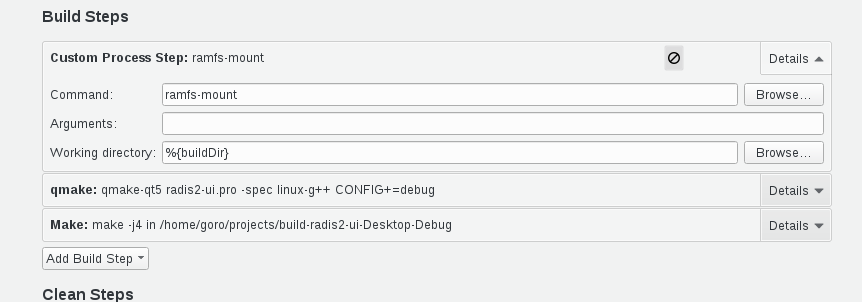 Build Steps
Custom Process Step: ramfs-mount Details
Command: ramfs-mount Browse...
Arguments:
Working directory: %{buildDir} Browse...
qmake: qmake-qt5 radis2-ui.pro -spec linux-g++ CONFIG+=debug Details
Make: make -j4 in /home/goro/projects/build-radis2-ui-Desktop-Debug Details
Add Build Step
Clean Steps